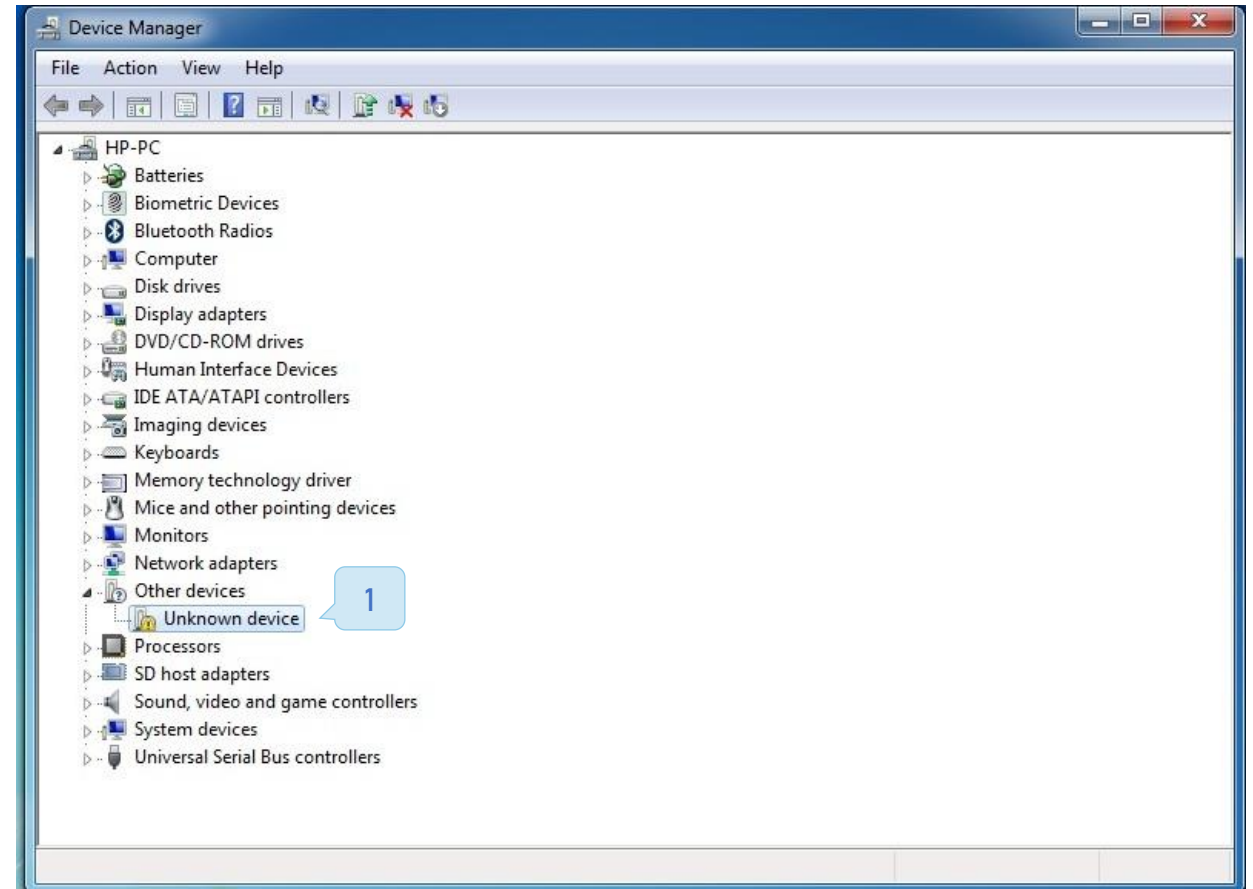 Device Manager
File Action View Help
HP-PC
Batteries
Biometric Devices
Bluetooth Radios
Computer
Disk drives
Display adapters
DVD/CD-ROM drives
Human Interface Devices
IDE ATA/ATAPI controllers
Imaging devices
Keyboards
Memory technology driver
Mice and other pointing devices
Monitors
Network adapters
Other devices
1
Unknown device
Processors
SD host adapters
Sound, video and game controllers
System devices
Universal Serial Bus controllers